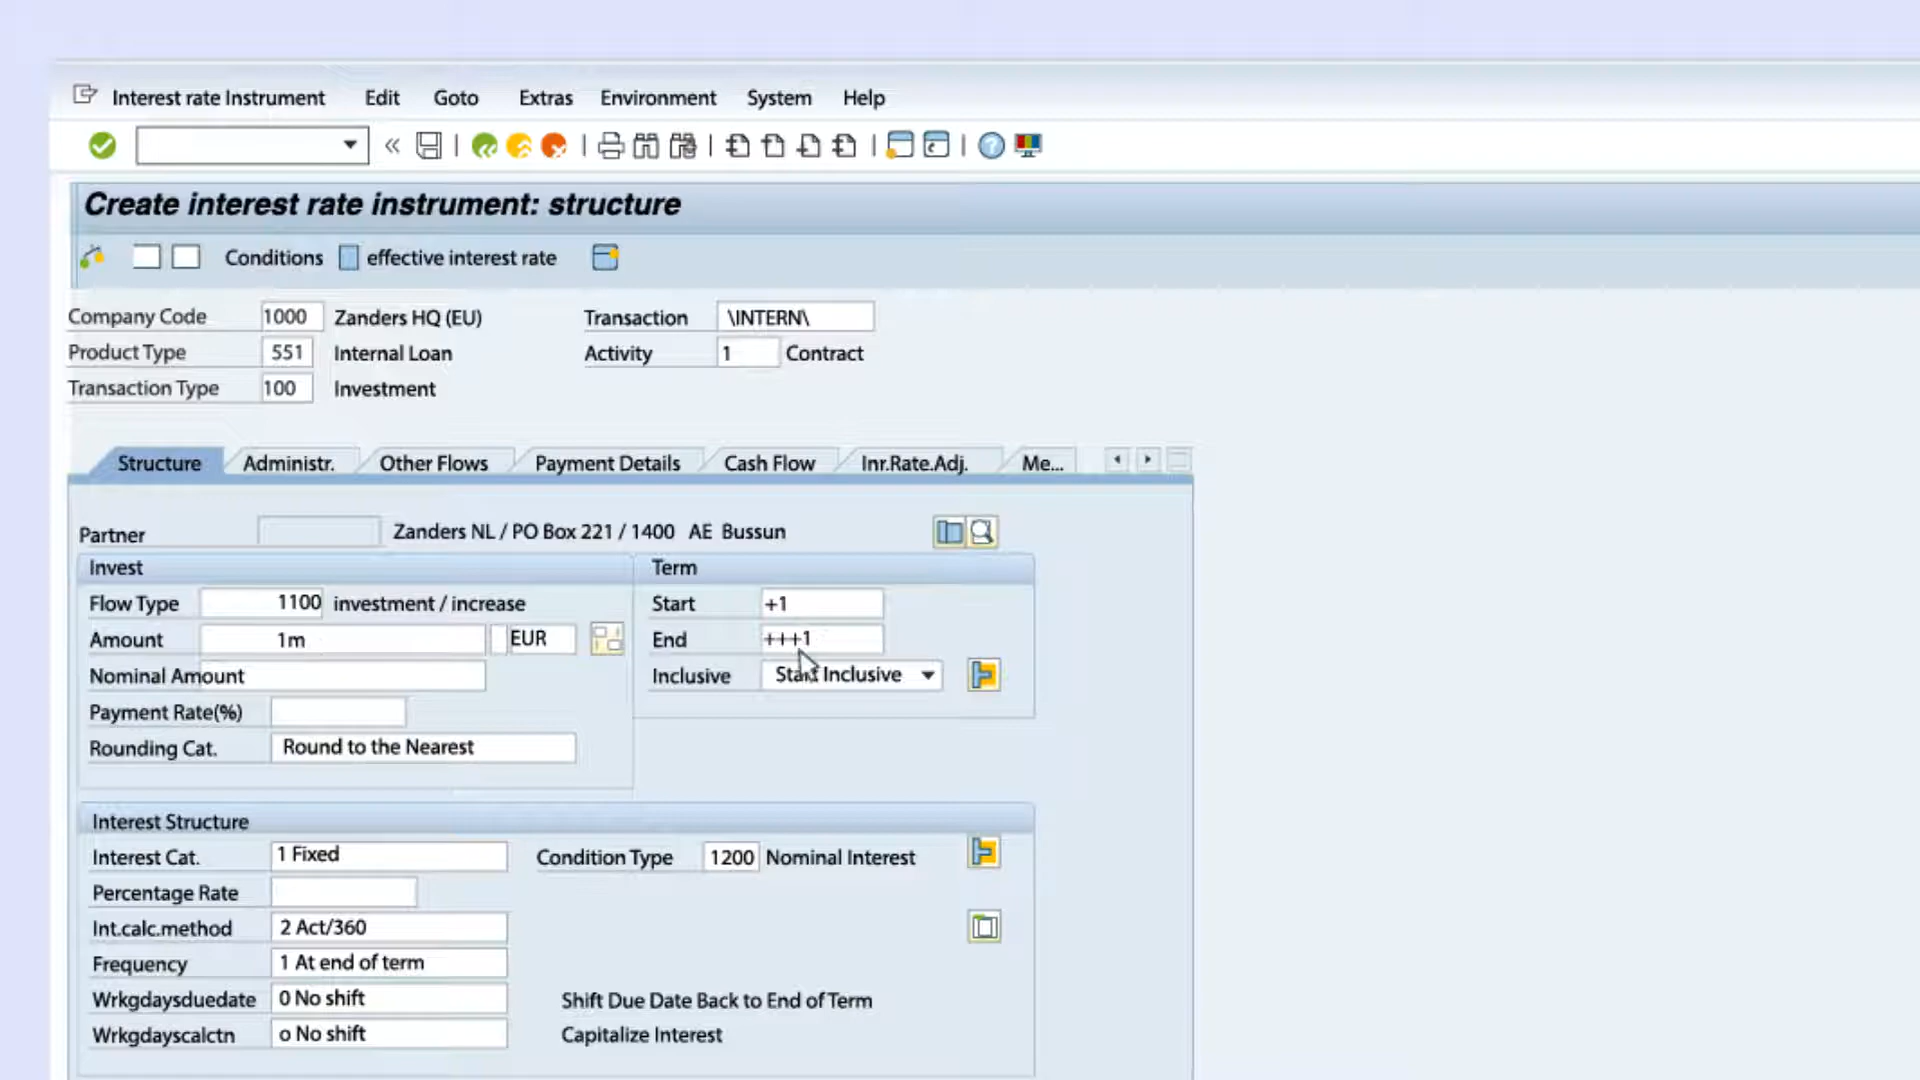 Interest rate Instrument Edit Goto Extras Environment System Help
Create interest rate instrument: structure
Conditions effective interest rate
Company Code 1000 Zanders HQ (EU) Transaction \INTERN\
Product Type 551 Internal Loan Activity 1 Contract
Transaction Type 100 Investment
Structure Administr. Other Flows Payment Details Cash Flow Inr.Rate.Adj. Me...
Partner Zanders NL / PO Box 221 / 1400 AE Bussun
Invest Term
Flow Type 1100 investment / increase Start +1
Amount 1m EUR End +++1
Nominal Amount Inclusive Start Inclusive
Payment Rate(%)
Rounding Cat. Round to the Nearest
Interest Structure
Interest Cat. 1 Fixed Condition Type 1200 Nominal Interest
Percentage Rate
Int.calc.method 2 Act/360
Frequency 1 At end of term
Wrkgdaysduedate 0 No shift Shift Due Date Back to End of Term
Wrkgdayscalctn o No shift Capitalize Interest